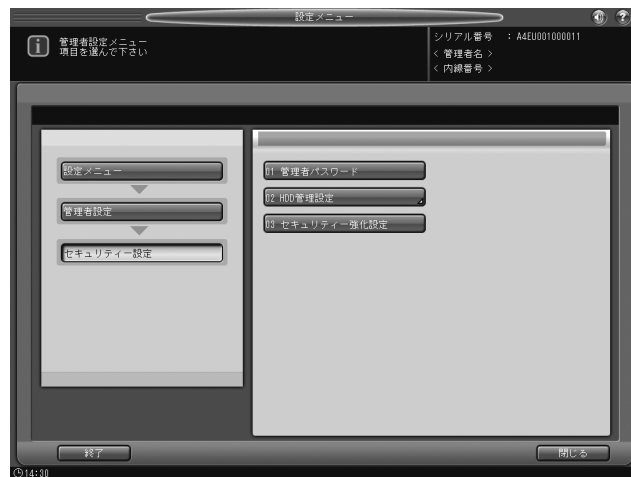 設定メニュー
管理者設定メニュー
項目を選んで下さい
シリアル番号 : A4EU001000011
< 管理者名 >
< 内線番号 >
設定メニュー
管理者設定
セキュリティー設定
01 管理者パスワード
02 HDD管理設定
03 セキュリティー強化設定
終了
閉じる
14:30